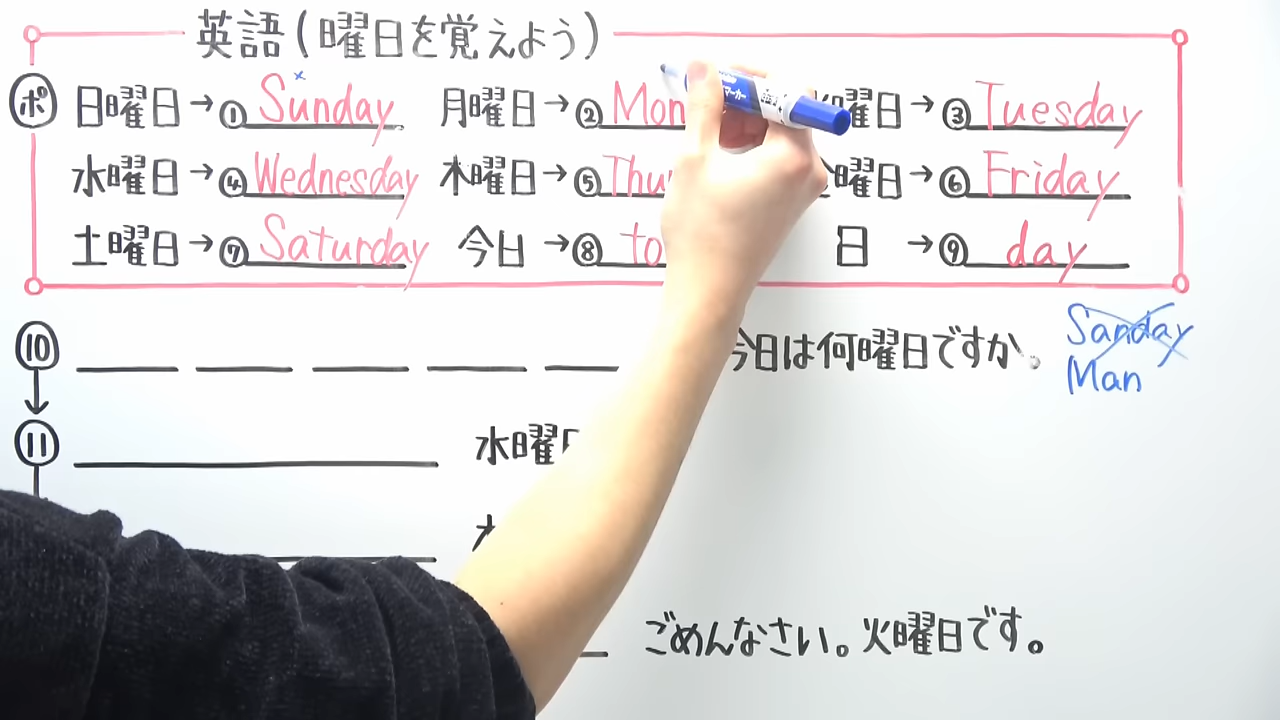 英語(曜日を覚えよう)
ポ 日曜日→① Sunday 月曜日→② Mon 曜日→③ Tuesday
水曜日→④ Wednesday 木曜日→⑤ Thu 曜日→⑥ Friday
土曜日→⑦ Saturday 今日→⑧ to 日→⑨ day
Sanday
Man
⑩ 今日は何曜日ですか。
⑪ 水曜日
ごめんなさい。火曜日です。